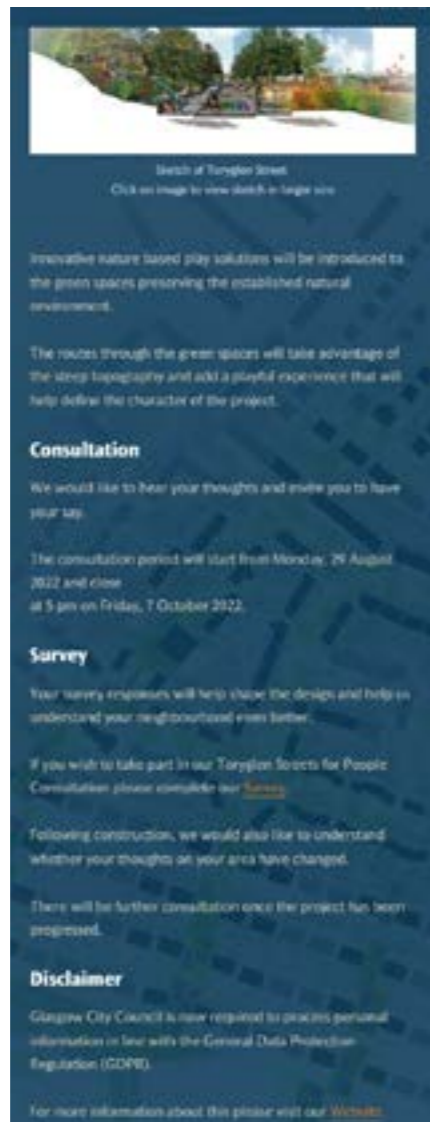 Sketch of Toryglen Street
Click on image to view sketch in larger size
Innovative nature based play solutions will be introduced to
the green spaces preserving the established natural
environment.
The routes through the green spaces will take advantage of
the steep topography and add a playful experience that will
help define the character of the project.
Consultation
We would like to hear your thoughts and invite you to have
your say.
The consultation period will start from Monday, 29 August
2022 and close
at 5 pm on Friday, 7 October 2022.
Survey
Your survey responses will help shape the design and help us
understand your neighbourhood even better.
If you wish to take part in our Toryglen Streets for People
Consultation please complete our Survey.
Following construction, we would also like to understand
whether your thoughts on your area have changed.
There will be further consultation once the project has been
progressed.
Disclaimer
Glasgow City Council is now required to process personal
information in line with the General Data Protection
Regulation (GDPR).
For more information about this please visit our Website.